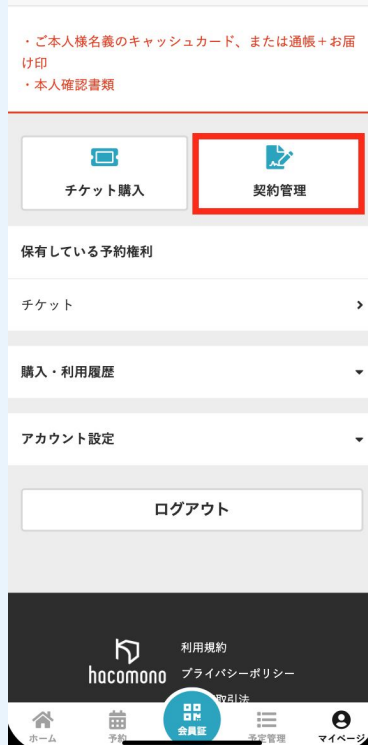 ・ご本人様名義のキャッシュカード、または通帳＋お届
け印
・本人確認書類
チケット購入
契約管理
保有している予約権利
チケット
購入・利用履歴
アカウント設定
ログアウト
hacomono
利用規約
プライバシーポリシー
取引法
ホーム
予約
会員証
予定管理
マイページ